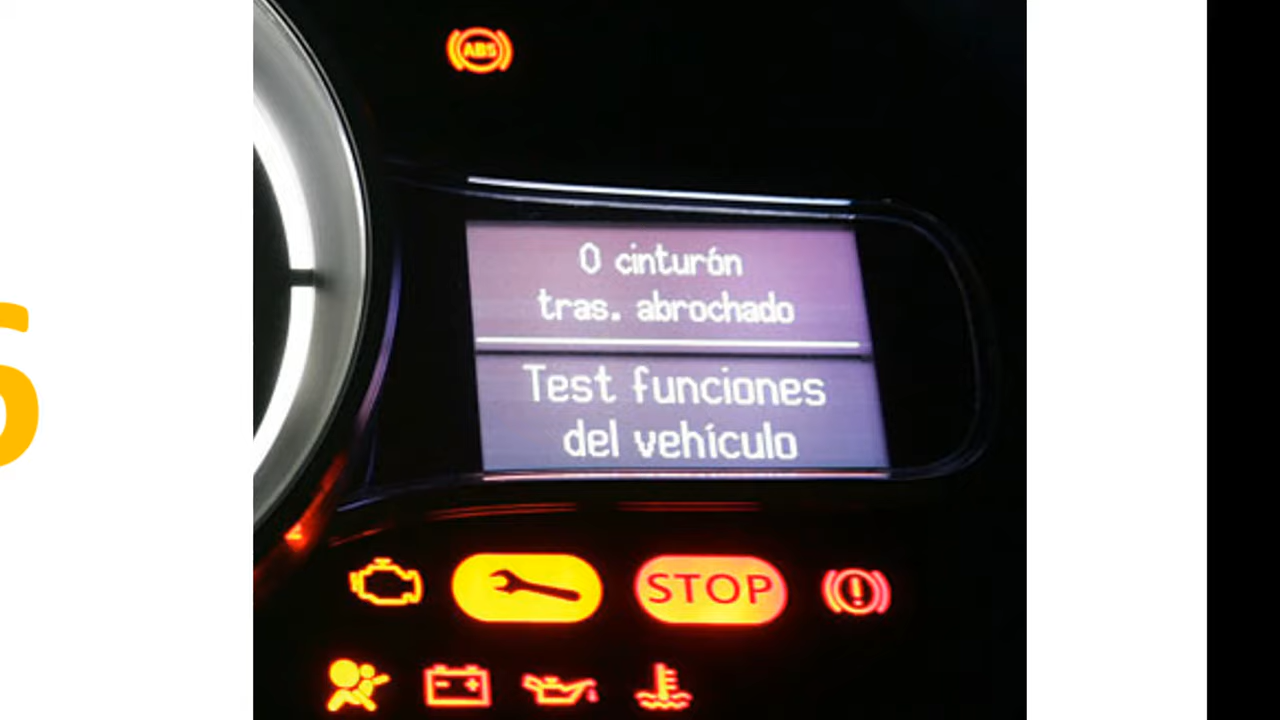 ABS
0 cinturón
tras. abrochado
Test funciones
del vehículo
STOP